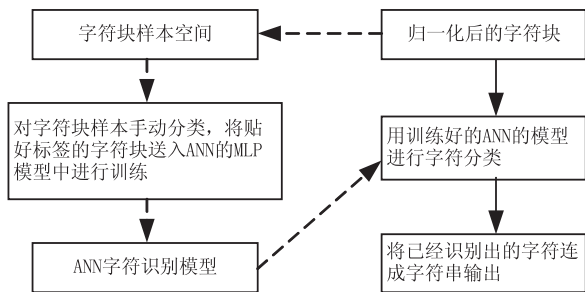 字符块样本空间
归一化后的字符块
对字符块样本手动分类，将贴
好标签的字符块送入ANN的MLP
模型中进行训练
用训练好的ANN的模型
进行字符分类
ANN字符识别模型
将已经识别出的字符连
成字符串输出